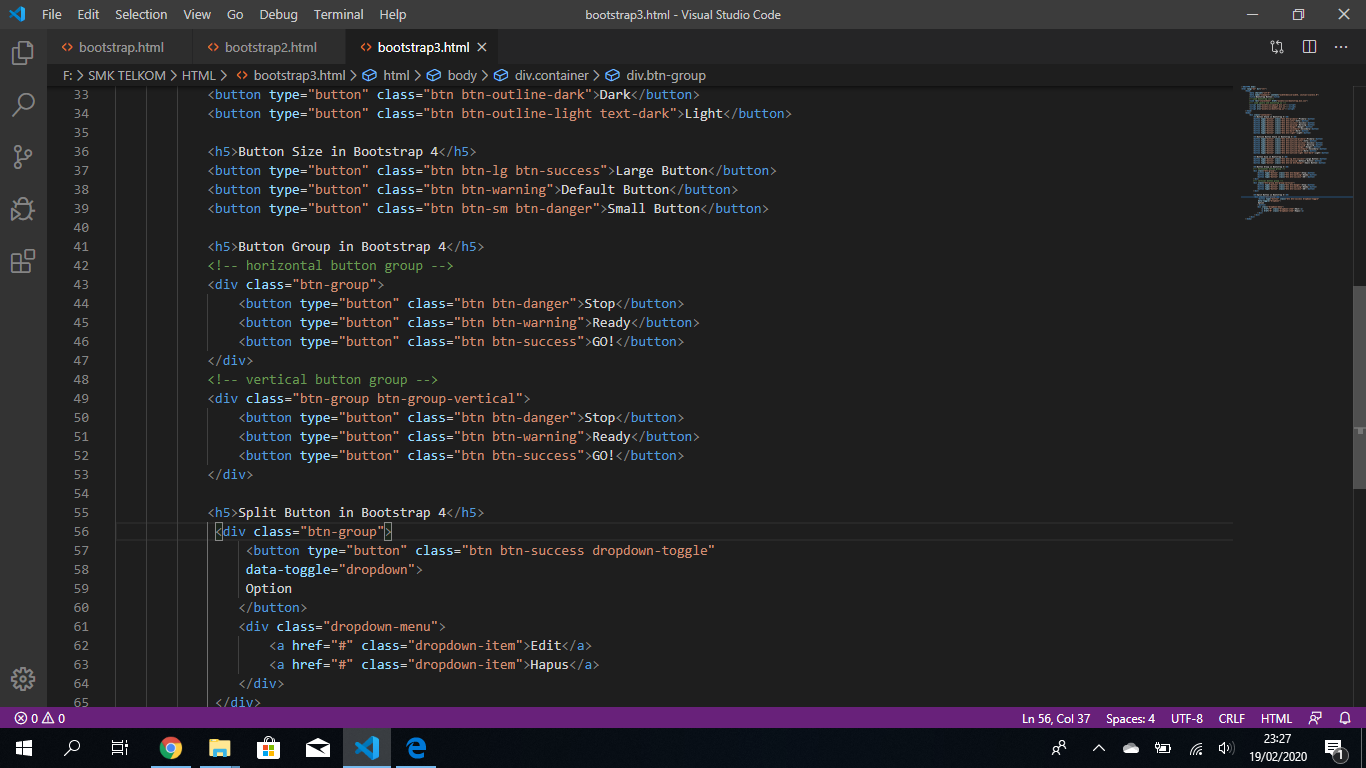 File Edit Selection View Go Debug Terminal Help bootstrap3.html - Visual Studio Code
<> bootstrap.html <> bootstrap2.html <> bootstrap3.html
F: > SMK TELKOM > HTML > <> bootstrap3.html > html > body > div.container > div.btn-group
33 <button type="button" class="btn btn-outline-dark">Dark</button>
34 <button type="button" class="btn btn-outline-light text-dark">Light</button>
35
36 <h5>Button Size in Bootstrap 4</h5>
37 <button type="button" class="btn btn-lg btn-success">Large Button</button>
38 <button type="button" class="btn btn-warning">Default Button</button>
39 <button type="button" class="btn btn-sm btn-danger">Small Button</button>
40
41 <h5>Button Group in Bootstrap 4</h5>
42 <!-- horizontal button group -->
43 <div class="btn-group">
44 <button type="button" class="btn btn-danger">Stop</button>
45 <button type="button" class="btn btn-warning">Ready</button>
46 <button type="button" class="btn btn-success">GO!</button>
47 </div>
48 <!-- vertical button group -->
49 <div class="btn-group btn-group-vertical">
50 <button type="button" class="btn btn-danger">Stop</button>
51 <button type="button" class="btn btn-warning">Ready</button>
52 <button type="button" class="btn btn-success">GO!</button>
53 </div>
54
55 <h5>Split Button in Bootstrap 4</h5>
56 <div class="btn-group">
57 <button type="button" class="btn btn-success dropdown-toggle"
58 data-toggle="dropdown">
59 Option
60 </button>
61 <div class="dropdown-menu">
62 <a href="#" class="dropdown-item">Edit</a>
63 <a href="#" class="dropdown-item">Hapus</a>
64 </div>
65 </div>
0 0 Ln 56, Col 37 Spaces: 4 UTF-8 CRLF HTML
23:27
19/02/2020
1